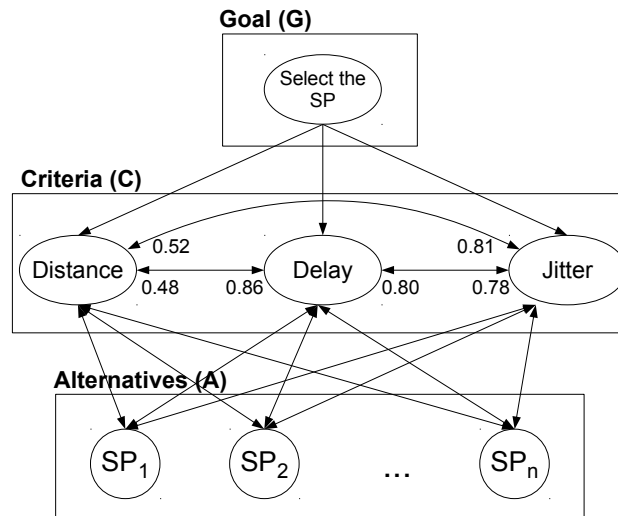 Goal (G)
Select the
SP
Criteria (C)
0.52 0.81
Distance Delay Jitter
0.48 0.86 0.80 0.78
Alternatives (A)
SP1 SP2 ... SPn